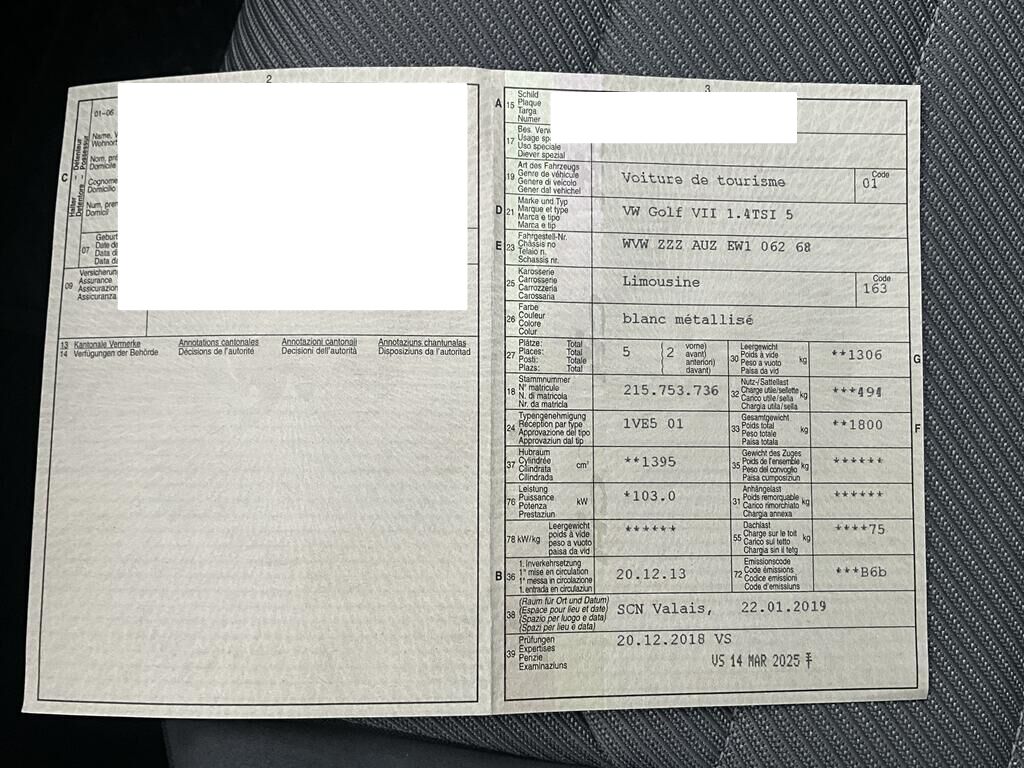 2
01–06
Name, V
Wohnort
Nom, pré
Domicile
Cognome
Domicilio
Num, pren
Domicil
C
Halter – Détenteur
Detentore – Possessur
07
Geburt
Date de
Data di
Data da
09
Versicherung
Assurance
Assicurazion
Assicuranza
13 Kantonale Vermerke Annotations cantonales Annotazioni cantonali Annotaziuns chantunalas
14 Verfügungen der Behörde Décisions de l'autorité Decisioni dell'autorità Disposiziuns da l'autoritad
3
A 15
Schild
Plaque
Targa
Numer
17
Bes. Verw
Usage sp
Uso speciale
Diever spezial
19
Art des Fahrzeugs
Genre de véhicule
Genere di veicolo
Gener dal vehichel
Voiture de tourisme
Code
01
D 21
Marke und Typ
Marque et type
Marca e tipo
Marca e tip
VW Golf VII 1.4TSI 5
E 23
Fahrgestell-Nr.
Châssis no
Telaio n.
Schassis nr.
WVW ZZZ AUZ EW1 062 68
25
Karosserie
Carrosserie
Carrozzeria
Carossaria
Limousine
Code
163
26
Farbe
Couleur
Colore
Colur
blanc métallisé
27
Plätze: Total
Places: Total
Posti: Totale
Plazs: Total
5 2
vorne)
avant)
anteriori)
davant)
30
Leergewicht
Poids à vide
Peso a vuoto
Paisa da vid
kg
**1306
G
18
Stammnummer
N° matricule
N. di matricola
Nr. da matricla
215.753.736
32
Nutz-/Sattellast
Charge utile/sellette
Carico utile/sella
Chargia utila/sella
kg
***494
24
Typengenehmigung
Réception par type
Approvazione del tipo
Approvaziun dal tip
1VE5 01
33
Gesamtgewicht
Poids total
Peso totale
Paisa totala
kg
**1800
F
37
Hubraum
Cylindrée
Cilindrata
Cilindrada
cm³
**1395
35
Gewicht des Zuges
Poids de l'ensemble
Peso del convoglio
Paisa cumposiziun
kg
******
76
Leistung
Puissance
Potenza
Prestaziun
kW
*103.0
31
Anhängelast
Poids remorquable
Carico rimorchiato
Chargia annexa
kg
******
78 kW/kg
Leergewicht
poids à vide
peso a vuoto
paisa da vid
******
55
Dachlast
Charge sur le toit
Carico sul tetto
Chargia sin il tetg
kg
****75
B 36
1. Inverkehrsetzung
1re mise en circulation
1a messa in circolazione
1. entrada en circulaziun
20.12.13
72
Emissionscode
Code émissions
Codice emissioni
Code d'emissiuns
***B6b
38
(Raum für Ort und Datum)
(Espace pour lieu et date)
(Spazio per luogo e data)
(Spazi per lieu e data)
SCN Valais, 22.01.2019
39
Prüfungen
Expertises
Perizie
Examinaziuns
20.12.2018 VS
VS 14 MAR 2025